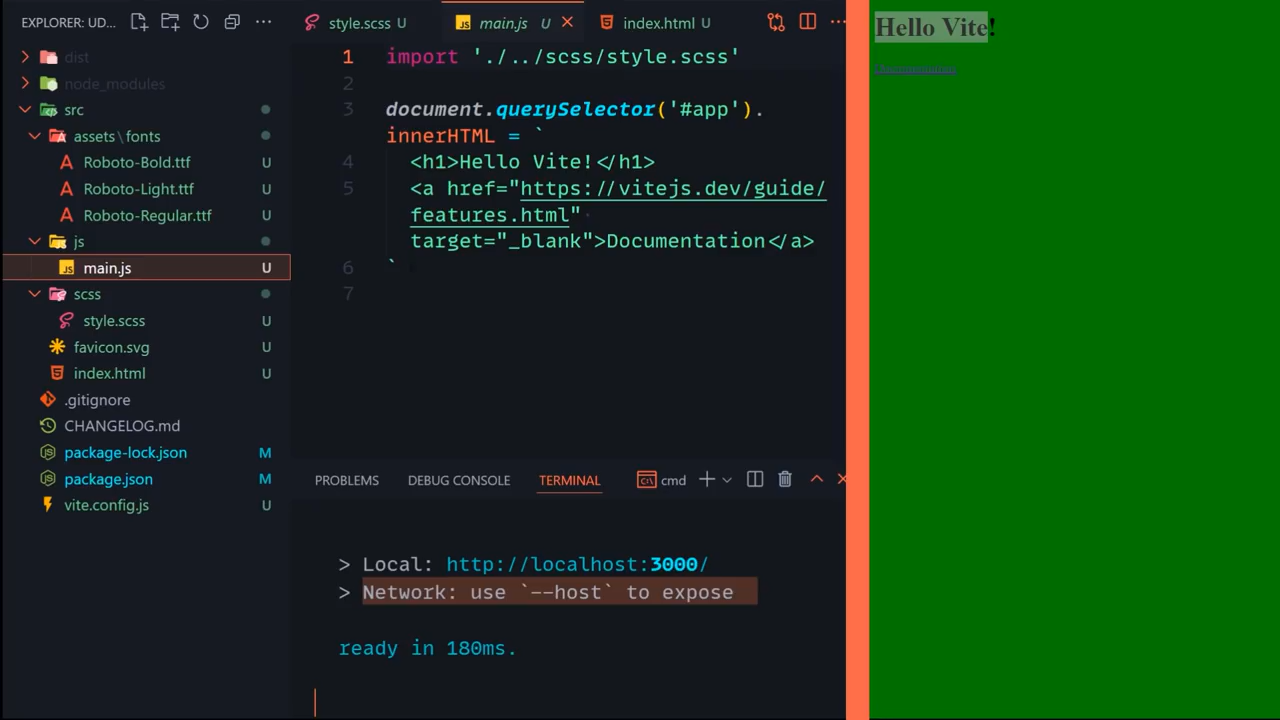 EXPLORER: UD...
dist
node_modules
src
assets\fonts
Roboto-Bold.ttf U
Roboto-Light.ttf U
Roboto-Regular.ttf U
js
main.js U
scss
style.scss U
favicon.svg U
index.html U
.gitignore
CHANGELOG.md
package-lock.json M
package.json M
vite.config.js U
style.scss U
main.js U
index.html U
1 import './../scss/style.scss'
2
3 document.querySelector('#app').
innerHTML = `
4 <h1>Hello Vite!</h1>
5 <a href="https://vitejs.dev/guide/
features.html"
target="_blank">Documentation</a>
6 `
7
PROBLEMS DEBUG CONSOLE TERMINAL cmd
> Local: http://localhost:3000/
> Network: use `--host` to expose
ready in 180ms.
Hello Vite!
Documentation